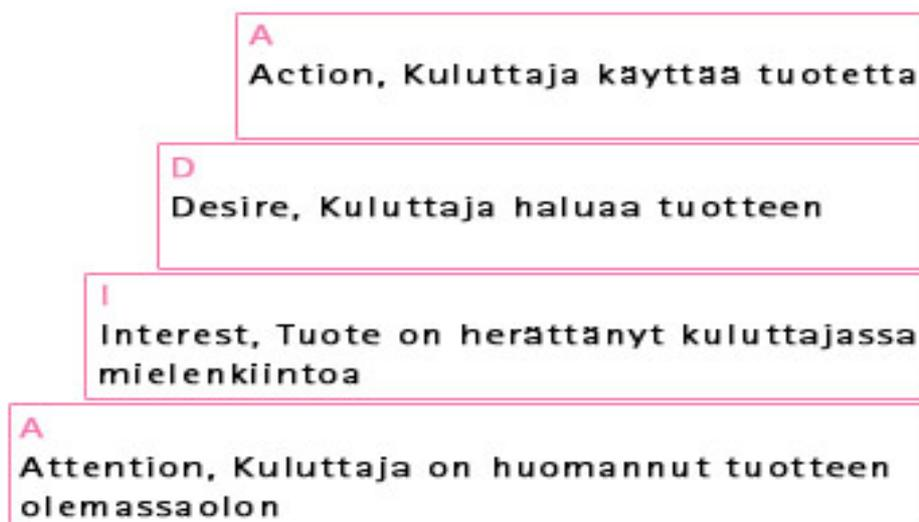 A
Action, Kuluttaja käyttää tuotetta
D
Desire, Kuluttaja haluaa tuotteen
I
Interest, Tuote on herättänyt kuluttajassa
mielenkiintoa
A
Attention, Kuluttaja on huomannut tuotteen
olemassaolon